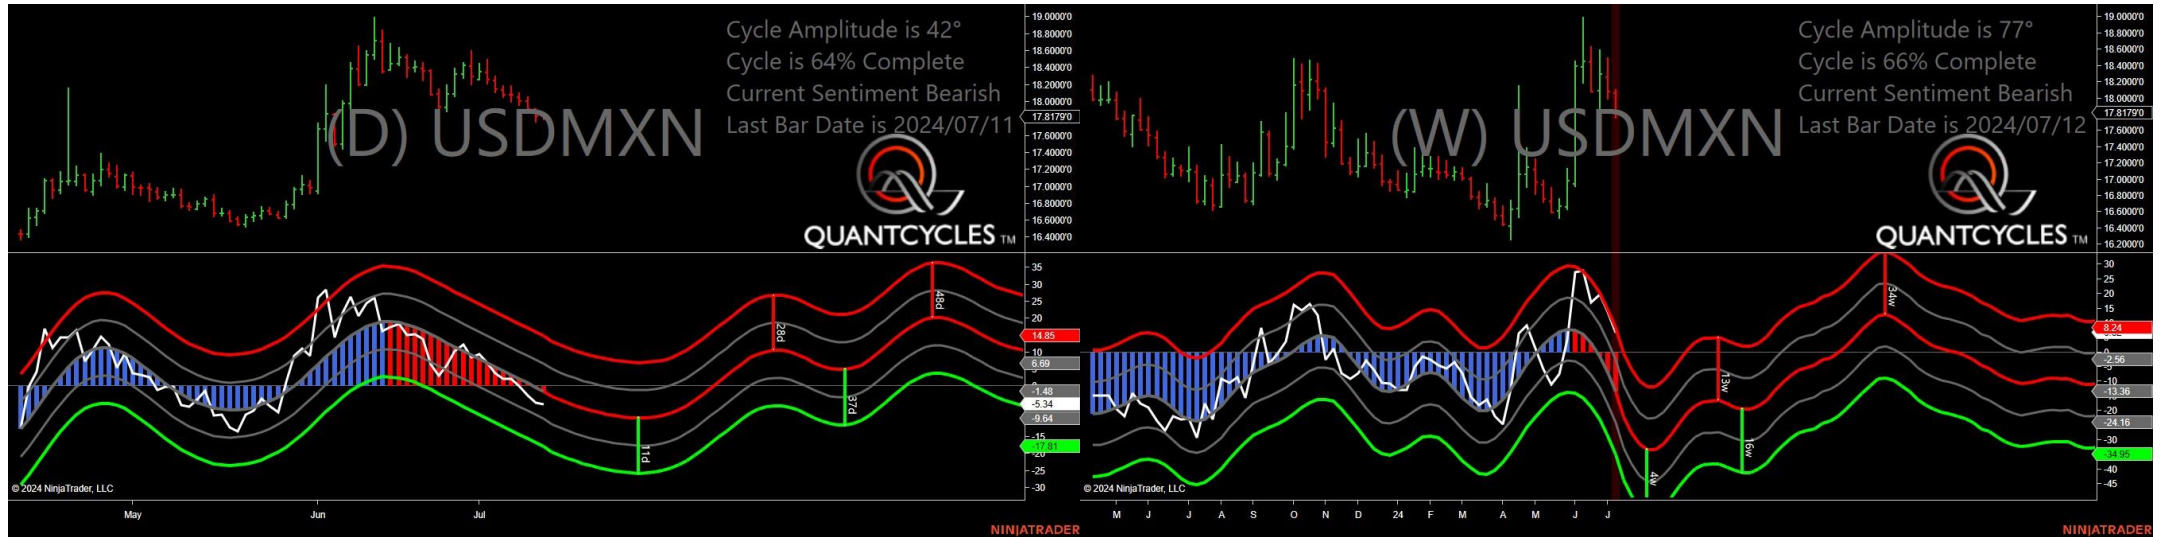 Cycle Amplitude is 42°
Cycle is 64% Complete
Current Sentiment Bearish
Last Bar Date is 2024/07/11
(D) USDMXN
QUANTCYCLES TM
19.0000'0
18.8000'0
18.6000'0
18.4000'0
18.2000'0
18.0000'0
17.8179'0
17.6000'0
17.4000'0
17.2000'0
17.0000'0
16.8000'0
16.6000'0
16.4000'0
35
30
25
20
14.85
10
6.69
-1.48
-5.34
-9.64
-15
-17.81
-20
-25
-30
11d
28d
37d
48d
© 2024 NinjaTrader, LLC
May Jun Jul
NINJATRADER
Cycle Amplitude is 77°
Cycle is 66% Complete
Current Sentiment Bearish
Last Bar Date is 2024/07/12
(W) USDMXN
QUANTCYCLES TM
19.0000'0
18.8000'0
18.6000'0
18.4000'0
18.2000'0
18.0000'0
17.8179'0
17.6000'0
17.4000'0
17.2000'0
17.0000'0
16.8000'0
16.6000'0
16.4000'0
16.2000'0
30
25
20
15
8.24
-2.56
-5
-10
-13.36
-20
-24.16
-30
-34.95
-40
-45
4w
13w
16w
34w
© 2024 NinjaTrader, LLC
M J J A S O N D 24 F M A M J J
NINJATRADER